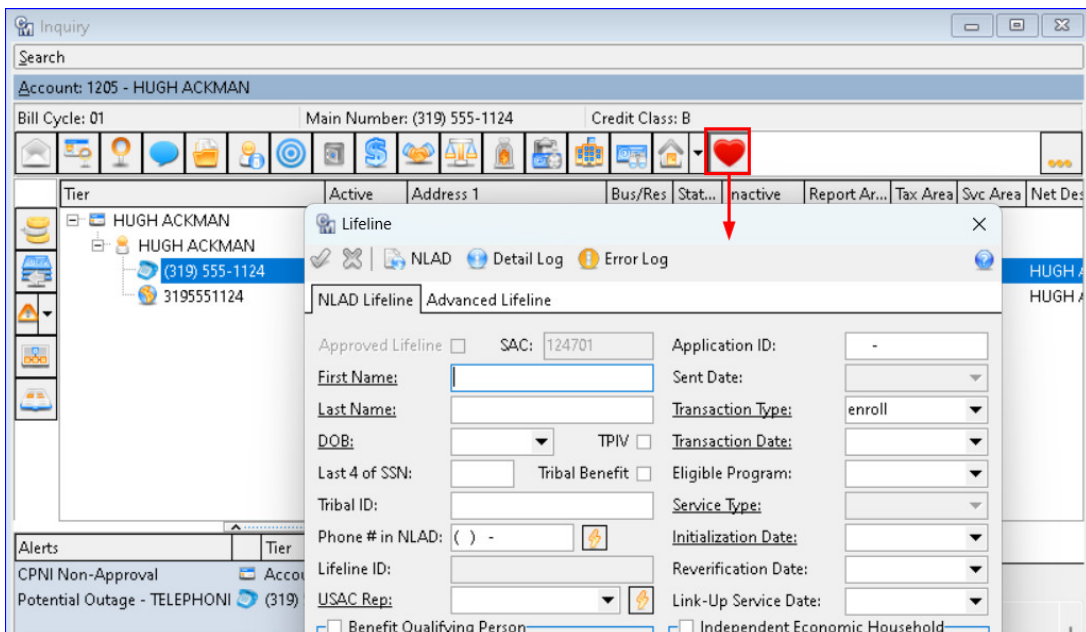 Inquiry
Search
Account: 1205 - HUGH ACKMAN
Bill Cycle: 01 Main Number: (319) 555-1124 Credit Class: B
Tier Active Address 1 Bus/Res Stat... Inactive Report Ar... Tax Area Svc Area Net Des
HUGH ACKMAN
HUGH ACKMAN
(319) 555-1124 HUGH A
3195551124 HUGH A
Lifeline
NLAD Detail Log Error Log
NLAD Lifeline Advanced Lifeline
Approved Lifeline SAC: 124701 Application ID: -
First Name: Sent Date:
Last Name: Transaction Type: enroll
DOB: TPIV Transaction Date:
Last 4 of SSN: Tribal Benefit Eligible Program:
Tribal ID: Service Type:
Phone # in NLAD: ( ) - Initialization Date:
Lifeline ID: Reverification Date:
USAC Rep: Link-Up Service Date:
Benefit Qualifying Person Independent Economic Household
Alerts Tier
CPNI Non-Approval Accou
Potential Outage - TELEPHONI (319)